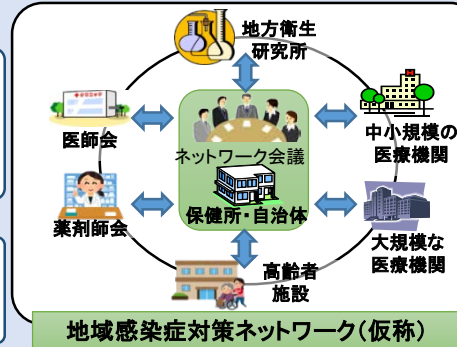 地方衛生
研究所
医師会
中小規模の
医療機関
ネットワーク会議
保健所・自治体
薬剤師会
大規模な
医療機関
高齢者
施設
地域感染症対策ネットワーク(仮称)